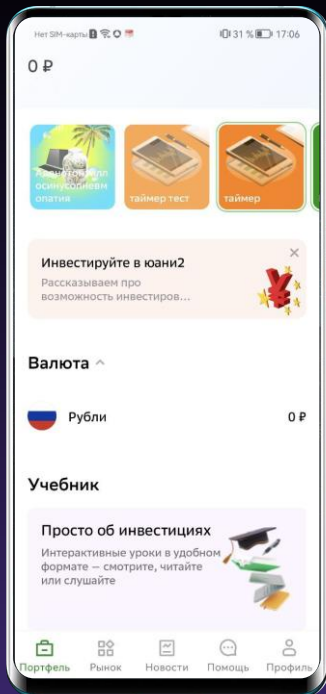 Нет SIM-карты 31 % 17:06
0 ₽
таймер тест
таймер
Инвестируйте в юани2
Рассказываем про
возможность инвестиров...
Валюта
Рубли 0 ₽
Учебник
Просто об инвестициях
Интерактивные уроки в удобном
формате — смотрите, читайте
или слушайте
Портфель Рынок Новости Помощь Профиль